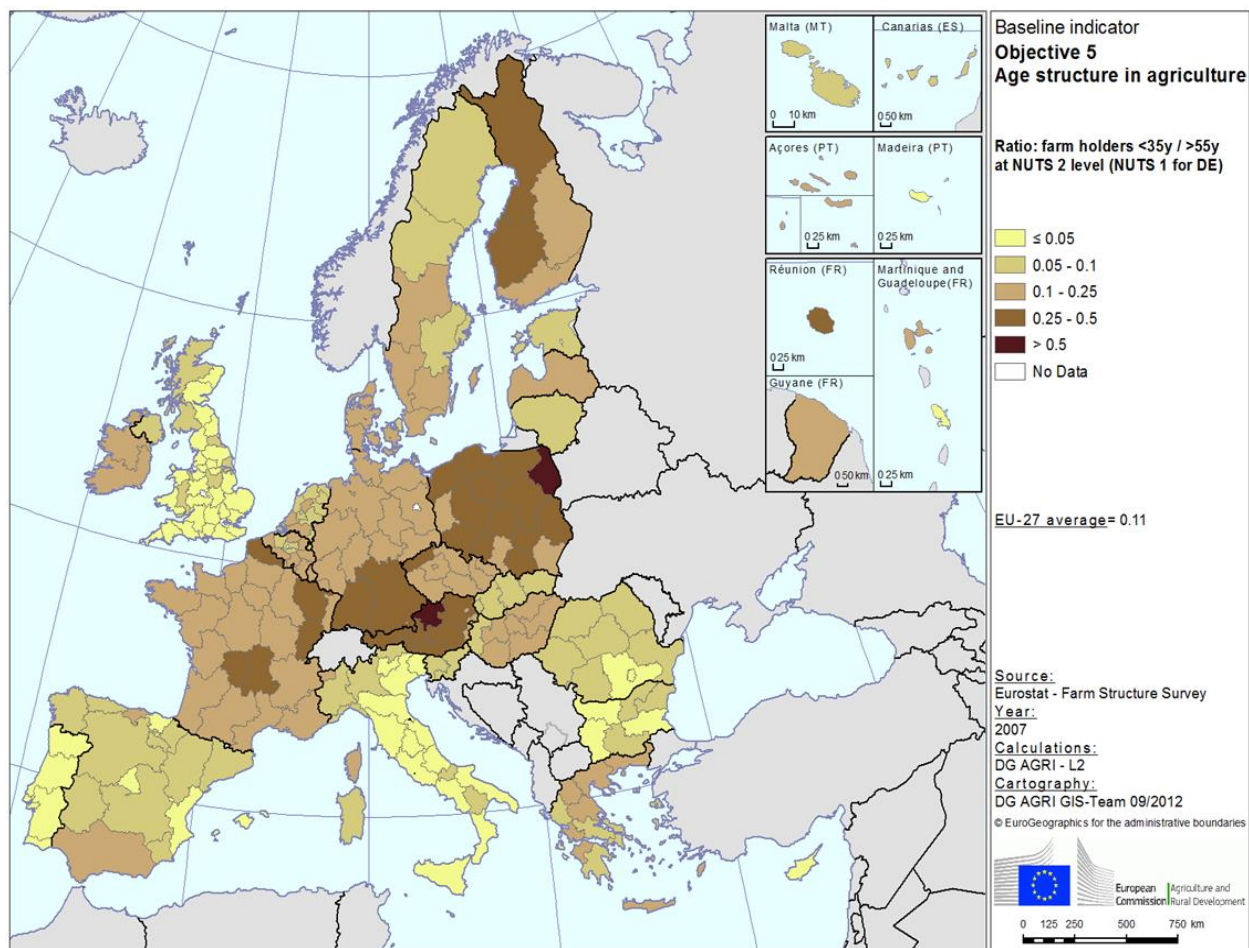 Malta (MT)
0 10 km
Canarias (ES)
0 50 km
Açores (PT)
0 25 km
Madeira (PT)
0 25 km
Réunion (FR)
0 25 km
Martinique and
Guadeloupe(FR)
0 25 km
Guyane (FR)
0 50 km
Baseline indicator
Objective 5
Age structure in agriculture
Ratio: farm holders <35y / >55y
at NUTS 2 level (NUTS 1 for DE)
≤ 0.05
0.05 - 0.1
0.1 - 0.25
0.25 - 0.5
> 0.5
No Data
EU-27 average= 0.11
Source:
Eurostat - Farm Structure Survey
Year:
2007
Calculations:
DG AGRI - L2
Cartography:
DG AGRI GIS-Team 09/2012
© EuroGeographics for the administrative boundaries
European
Commission
Agriculture and
Rural Development
0 125 250 500 750 km